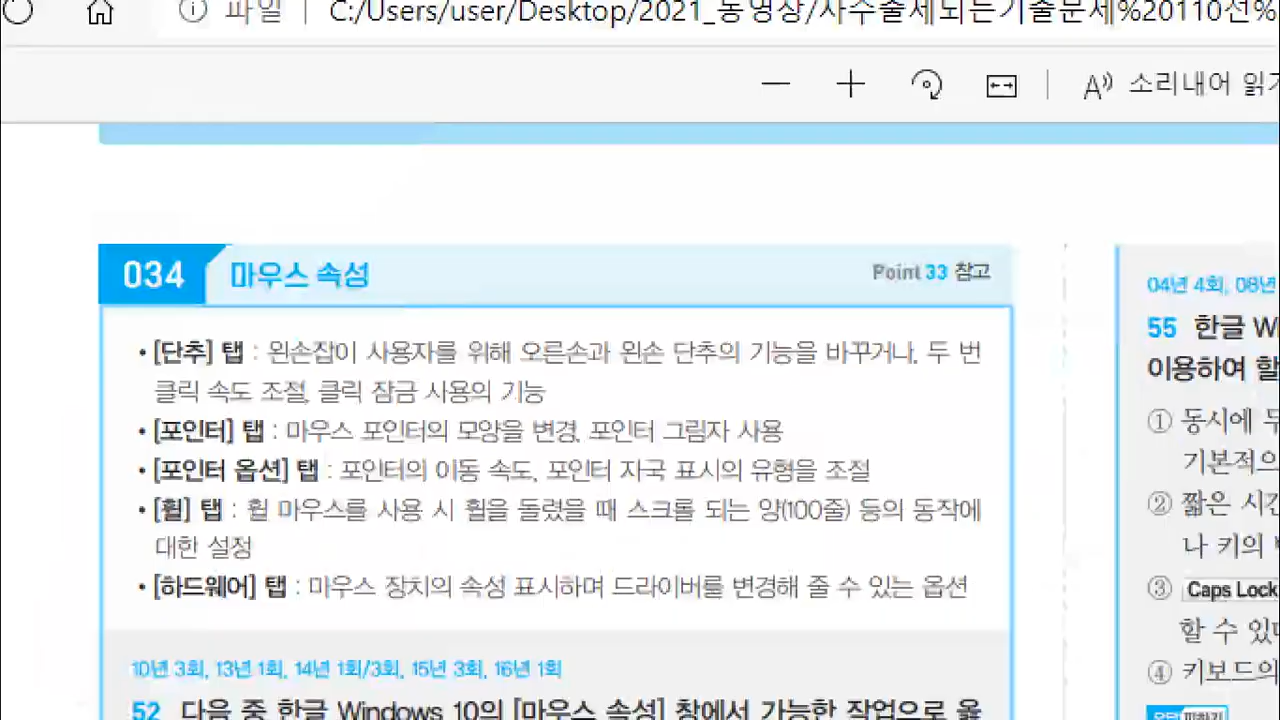 파일 C:/Users/user/Desktop/2021_동영상/자주출제되는기출문제%20110선%
소리내어 읽기
034 마우스 속성 Point 33 참고
• [단추] 탭 : 왼손잡이 사용자를 위해 오른손과 왼손 단추의 기능을 바꾸거나, 두 번
클릭 속도 조절, 클릭 잠금 사용의 기능
• [포인터] 탭 : 마우스 포인터의 모양을 변경, 포인터 그림자 사용
• [포인터 옵션] 탭 : 포인터의 이동 속도, 포인터 자국 표시의 유형을 조절
• [휠] 탭 : 휠 마우스를 사용 시 휠을 돌렸을 때 스크롤 되는 양(100줄) 등의 동작에
대한 설정
• [하드웨어] 탭 : 마우스 장치의 속성 표시하며 드라이버를 변경해 줄 수 있는 옵션
10년 3회, 13년 1회, 14년 1회/3회, 15년 3회, 16년 1회
52 다음 중 한글 Windows 10의 [마우스 속성] 창에서 가능한 작업으로 옳
04년 4회, 08년
55 한글 W
이용하여 할
① 동시에 두
기본적으
② 짧은 시간
나 키의
③ Caps Lock
할 수 있
④ 키보드의